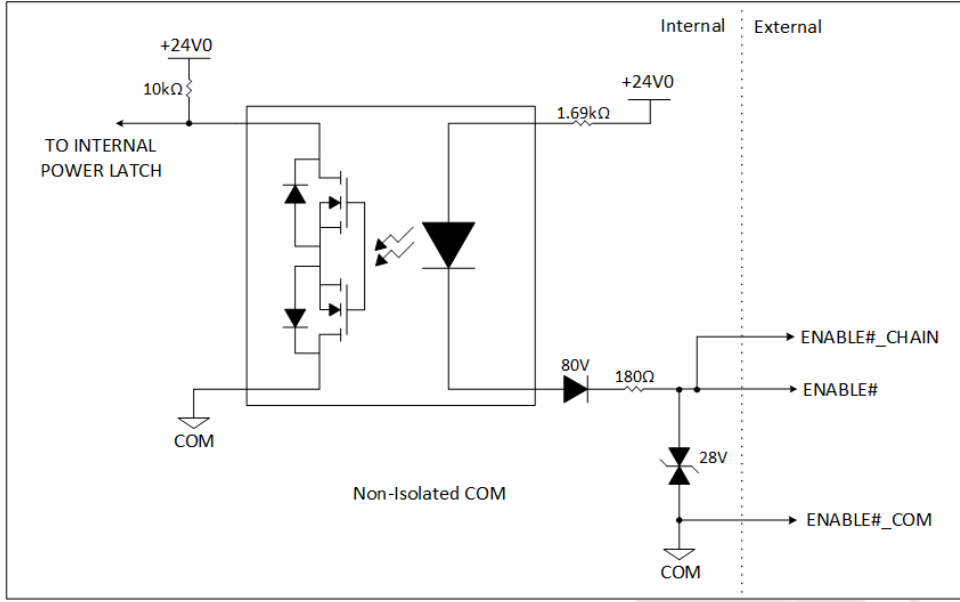 Internal
External
+24V0
10kΩ
+24V0
1.69kΩ
TO INTERNAL
POWER LATCH
ENABLE#_CHAIN
80V
180Ω
ENABLE#
COM
28V
Non-Isolated COM
ENABLE#_COM
COM